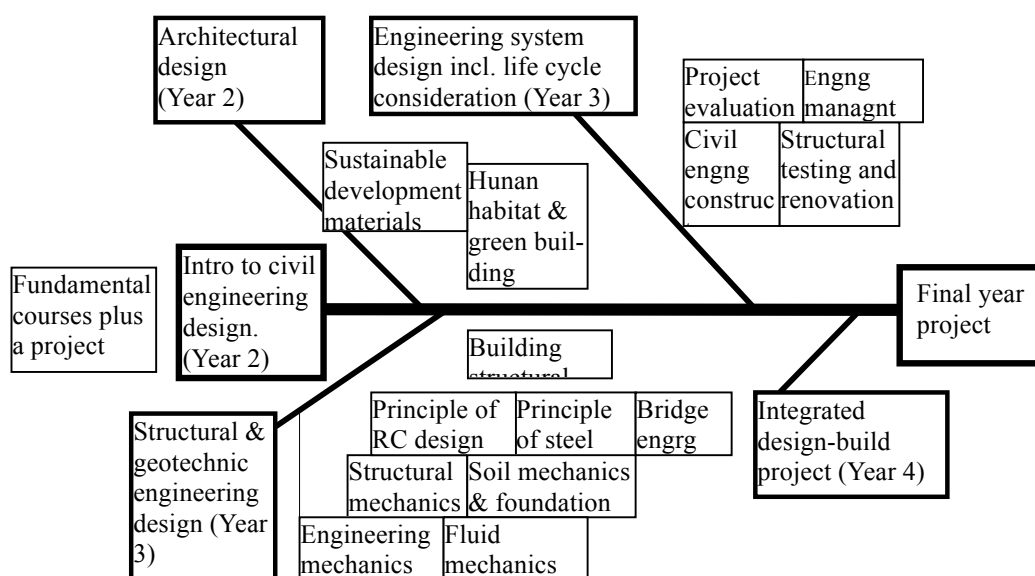 Architectural
design
(Year 2)
Engineering system
design incl. life cycle
consideration (Year 3)
Project
evaluation
Engng
managnt
Civil
engng
construc
Structural
testing and
renovation
Sustainable
development
materials
Hunan
habitat &
green buil-
ding
Fundamental
courses plus
a project
Intro to civil
engineering
design.
(Year 2)
Final year
project
Building
structural
Structural &
geotechnic
engineering
design (Year
3)
Principle of
RC design
Principle
of steel
Bridge
engrg
Structural
mechanics
Soil mechanics
& foundation
Engineering
mechanics
Fluid
mechanics
Integrated
design-build
project (Year 4)